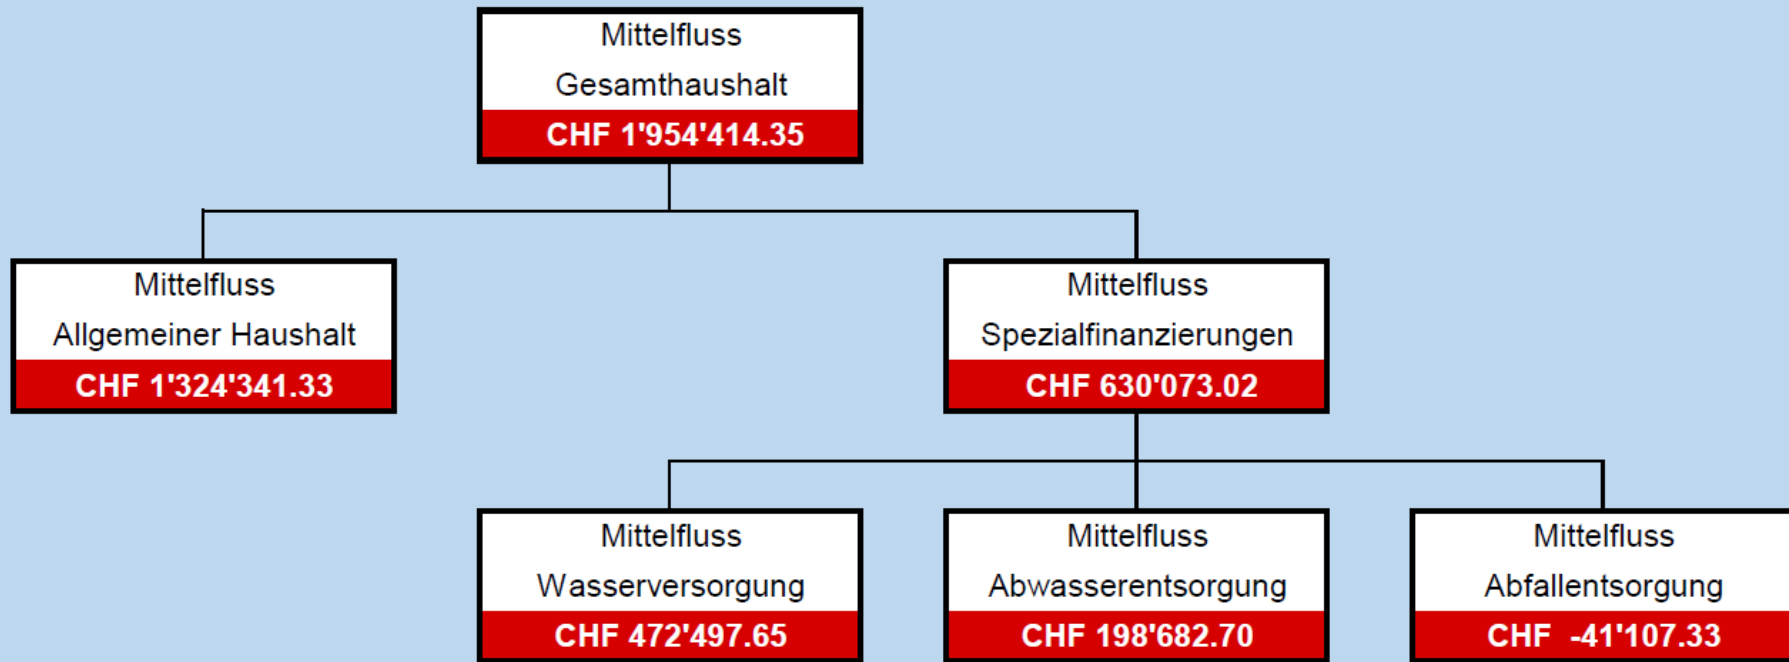 Mittelfluss
Gesamthaushalt
CHF 1'954'414.35
Mittelfluss
Allgemeiner Haushalt
CHF 1'324'341.33
Mittelfluss
Spezialfinanzierungen
CHF 630'073.02
Mittelfluss
Wasserversorgung
CHF 472'497.65
Mittelfluss
Abwasserentsorgung
CHF 198'682.70
Mittelfluss
Abfallentsorgung
CHF -41'107.33